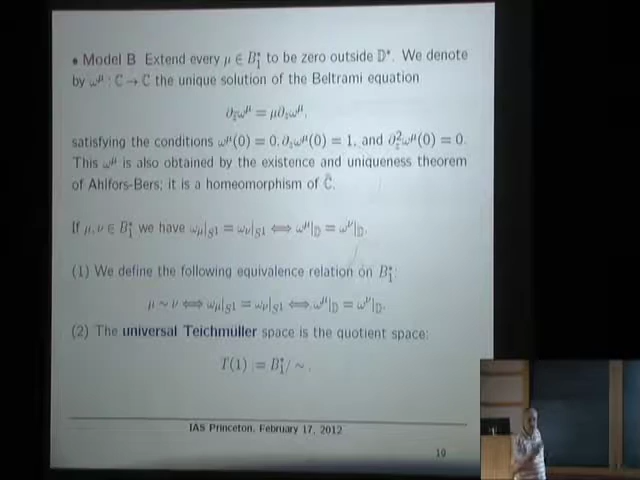 • Model B Extend every μ ∈ B₁* to be zero outside 𝔻*. We denote
by ω^μ : ℂ → ℂ the unique solution of the Beltrami equation
∂_z̄ ω^μ = μ∂_z ω^μ,
satisfying the conditions ω^μ(0) = 0, ∂_z ω^μ(0) = 1, and ∂_z² ω^μ(0) = 0.
This ω^μ is also obtained by the existence and uniqueness theorem
of Ahlfors-Bers; it is a homeomorphism of ℂ̂.
If μ, ν ∈ B₁* we have ω_μ|_S¹ = ω_ν|_S¹ ⟺ ω^μ|_𝔻 = ω^ν|_𝔻.
(1) We define the following equivalence relation on B₁*:
μ ~ ν ⟺ ω_μ|_S¹ = ω_ν|_S¹ ⟺ ω^μ|_𝔻 = ω^ν|_𝔻.
(2) The universal Teichmüller space is the quotient space:
T(1) := B₁*/ ~ .
IAS Princeton, February 17, 2012
19